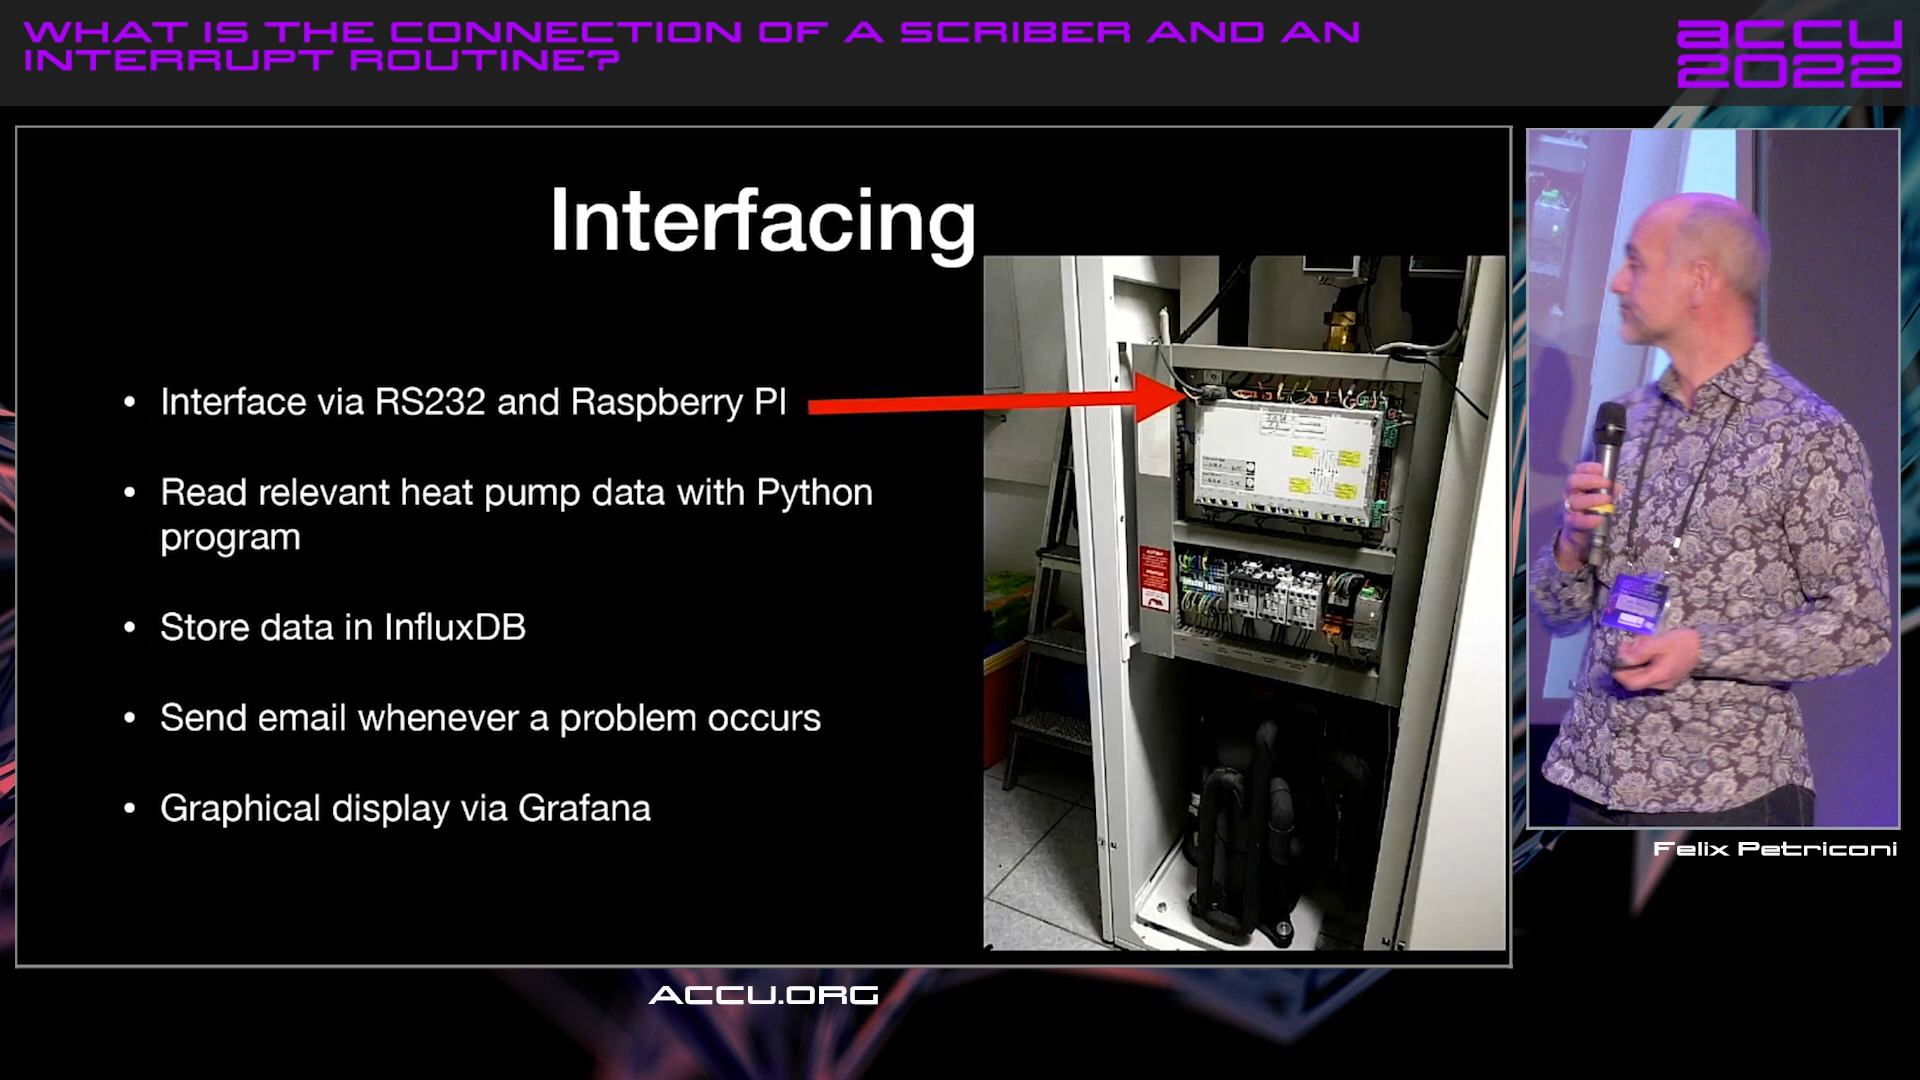 WHAT IS THE CONNECTION OF A SCRIBER AND AN
INTERRUPT ROUTINE?
ACCU
2022
Interfacing
• Interface via RS232 and Raspberry PI
• Read relevant heat pump data with Python
program
• Store data in InfluxDB
• Send email whenever a problem occurs
• Graphical display via Grafana
Felix Petriconi
ACCU.ORG